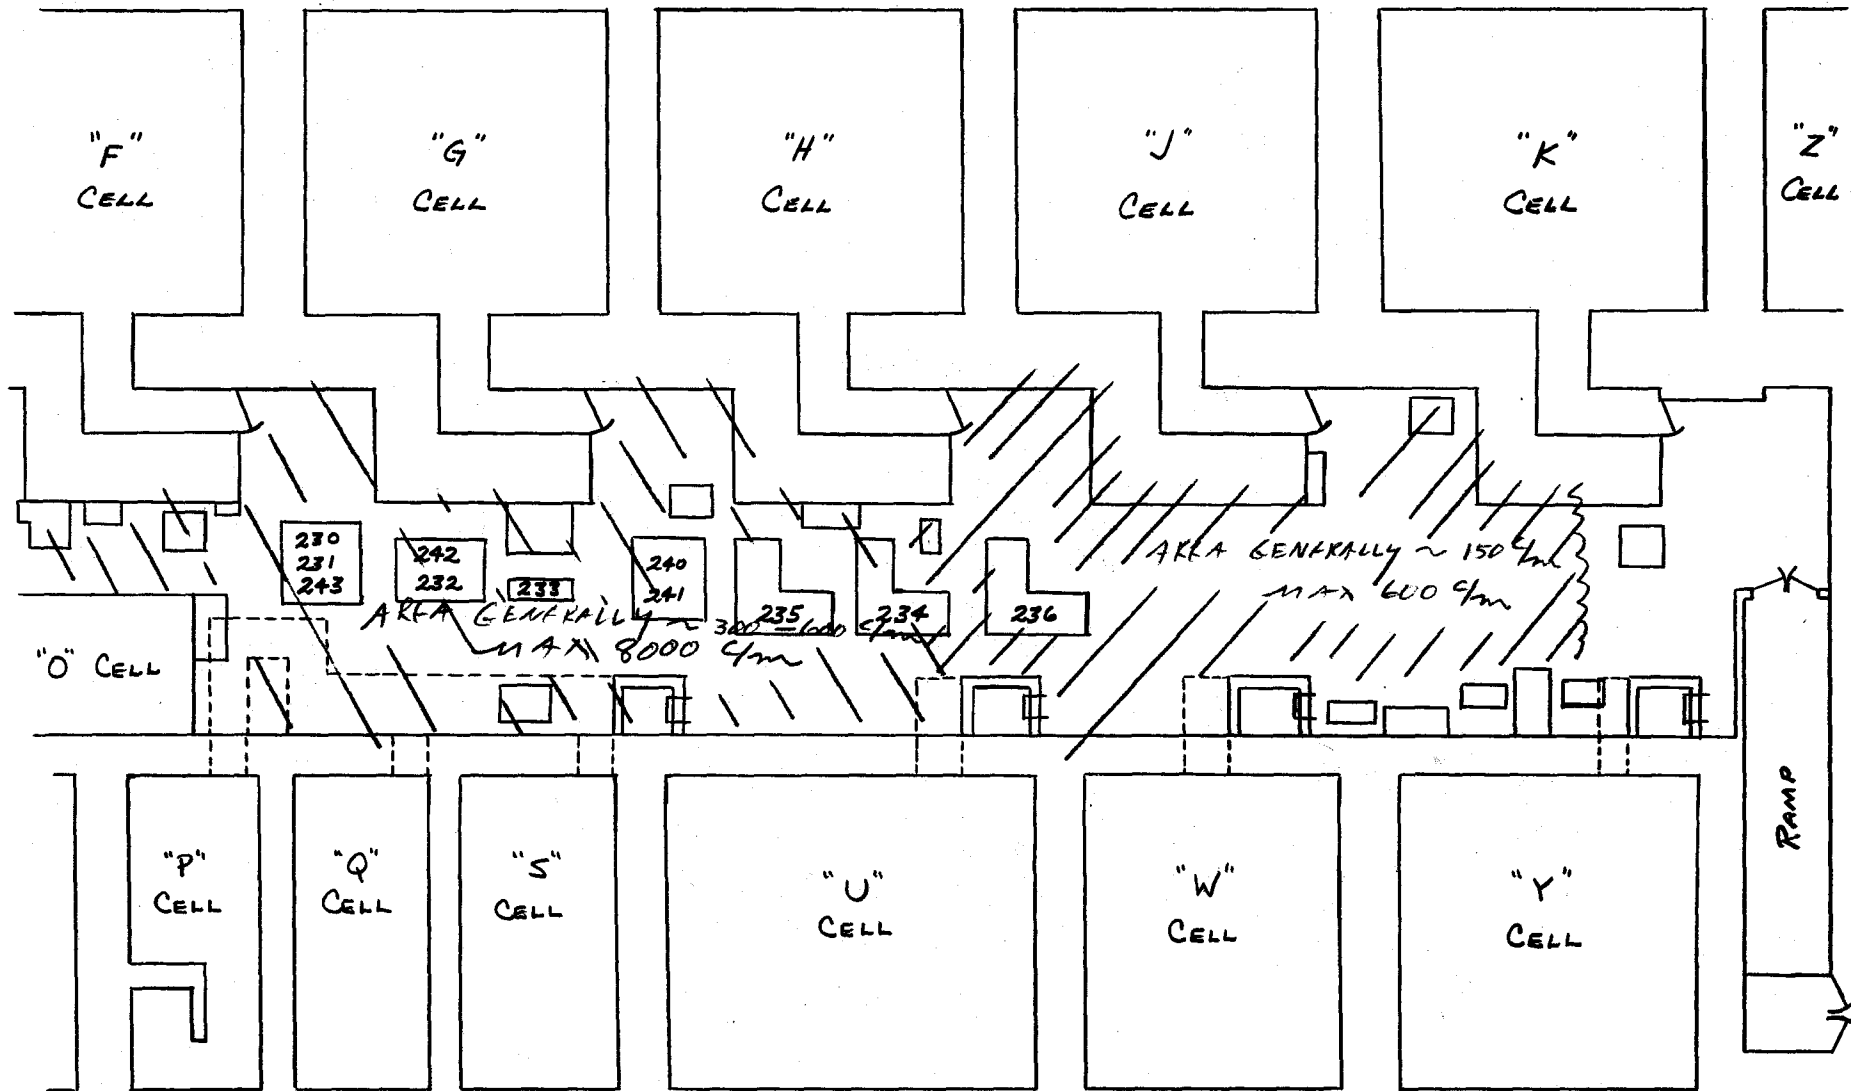 "F"
CELL
"G"
CELL
"H"
CELL
"J"
CELL
"K"
CELL
"Z"
CELL
230
231
243
242
232
233
240
241
235
234
236
AREA GENERALLY ~ 300-1000 c/m
MAX 8000 c/m
AREA GENERALLY ~ 150 c/m
MAX 600 c/m
"O" CELL
"P"
CELL
"Q"
CELL
"S"
CELL
"U"
CELL
"W"
CELL
"Y"
CELL
RAMP